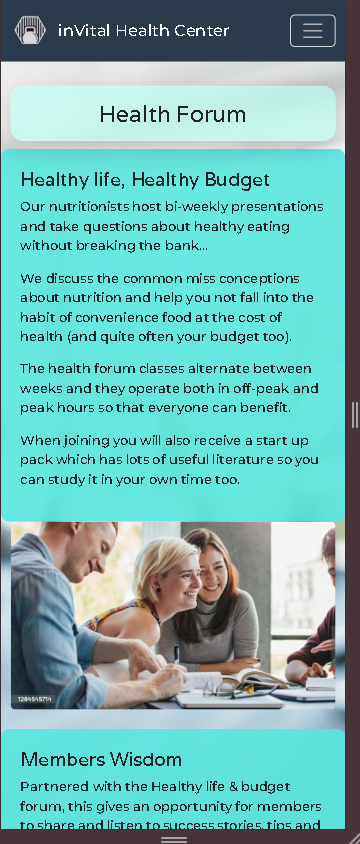 inVital Health Center
Health Forum
Healthy life, Healthy Budget
Our nutritionists host bi-weekly presentations
and take questions about healthy eating
without breaking the bank...
We discuss the common miss conceptions
about nutrition and help you not fall into the
habit of convenience food at the cost of
health (and quite often your budget too).
The health forum classes alternate between
weeks and they operate both in off-peak and
peak hours so that everyone can benefit.
When joining you will also receive a start up
pack which has lots of useful literature so you
can study it in your own time too.
1284545714
Members Wisdom
Partnered with the Healthy life & budget
forum, this gives an opportunity for members
to share and listen to success stories, tips and